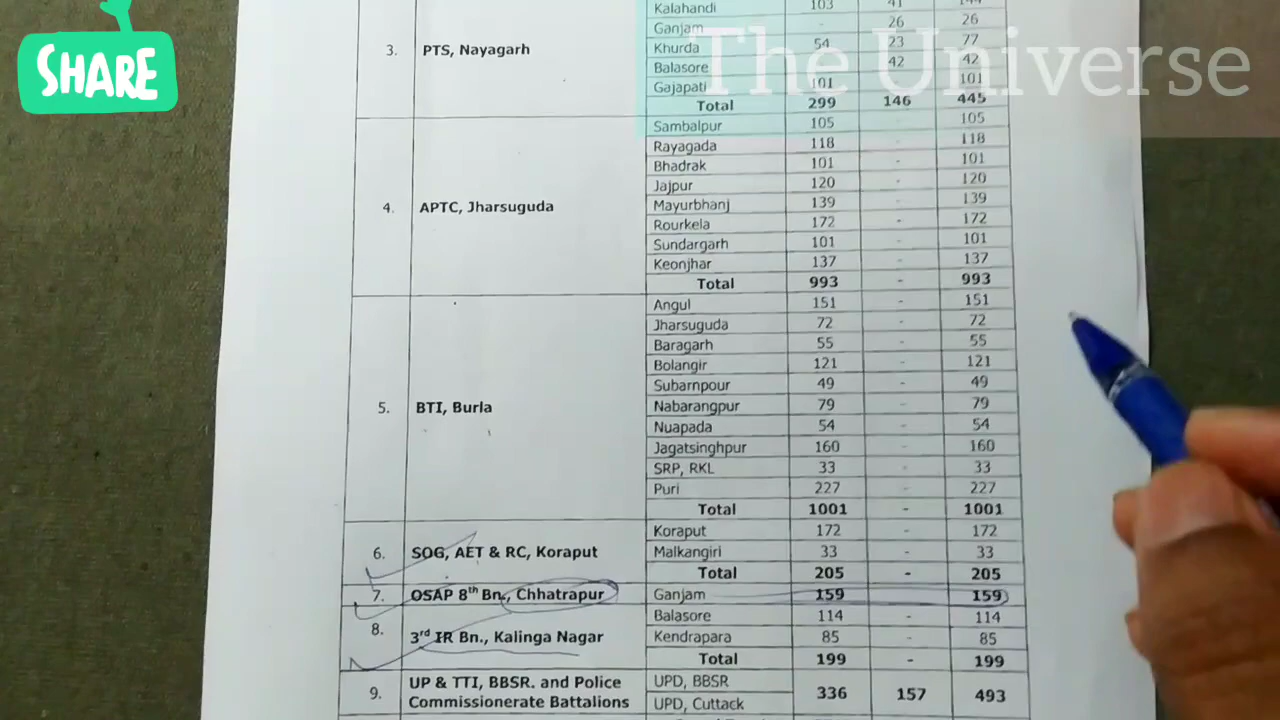 SHARE
The Universe
Kalahandi 103 41 144
Ganjam - 26 26
3. PTS, Nayagarh Khurda 54 23 77
Balasore 42 42
Gajapati 101 101
Total 299 146 445
Sambalpur 105 - 105
Rayagada 118 - 118
Bhadrak 101 - 101
Jajpur 120 - 120
4. APTC, Jharsuguda Mayurbhanj 139 - 139
Rourkela 172 - 172
Sundargarh 101 - 101
Keonjhar 137 - 137
Total 993 - 993
Angul 151 - 151
Jharsuguda 72 - 72
Baragarh 55 - 55
Bolangir 121 - 121
Subarnpour 49 - 49
5. BTI, Burla Nabarangpur 79 - 79
Nuapada 54 - 54
Jagatsinghpur 160 - 160
SRP, RKL 33 - 33
Puri 227 - 227
Total 1001 - 1001
Koraput 172 - 172
6. SOG, AET & RC, Koraput Malkangiri 33 - 33
Total 205 - 205
7. OSAP 8th Bn., Chhatrapur Ganjam 159 - 159
Balasore 114 - 114
8. 3rd IR Bn., Kalinga Nagar Kendrapara 85 - 85
Total 199 - 199
9. UP & TTI, BBSR. and Police Commissionerate Battalions UPD, BBSR 336 157 493
UPD, Cuttack